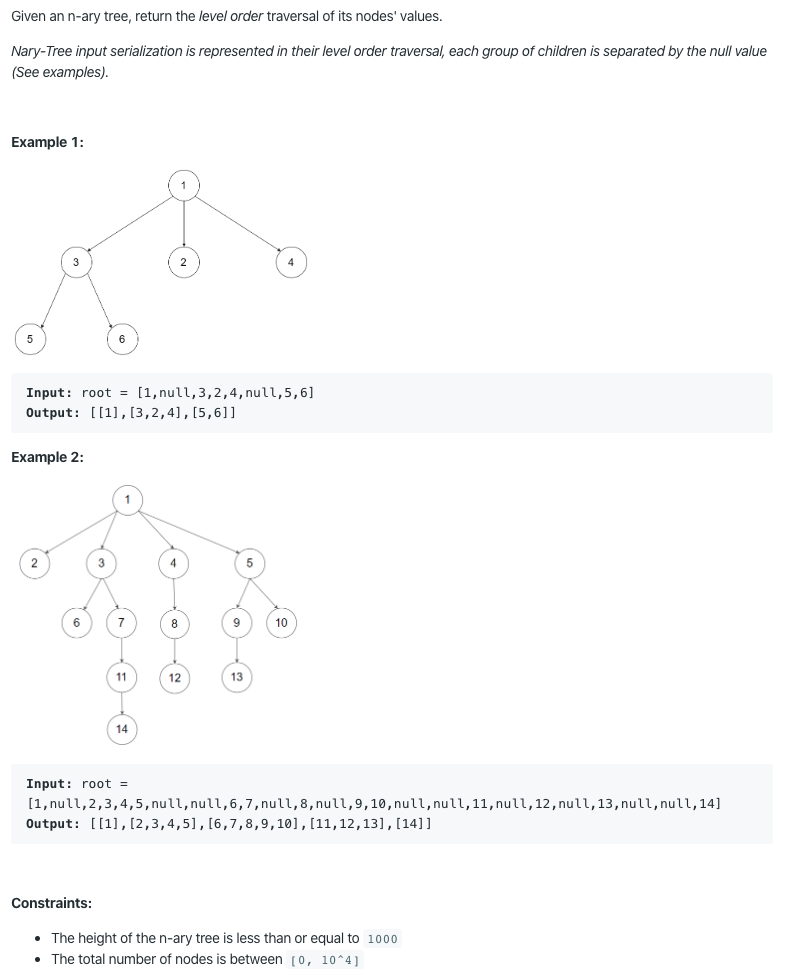 Given an n-ary tree, return the level order traversal of its nodes' values.
Nary-Tree input serialization is represented in their level order traversal, each group of children is separated by the null value
(See examples).
Example 1:
1
3 2 4
5 6
Input: root = [1,null,3,2,4,null,5,6]
Output: [[1],[3,2,4],[5,6]]
Example 2:
1
2 3 4 5
6 7 8 9 10
11 12 13
14
Input: root =
[1,null,2,3,4,5,null,null,6,7,null,8,null,9,10,null,null,11,null,12,null,13,null,null,14]
Output: [[1],[2,3,4,5],[6,7,8,9,10],[11,12,13],[14]]
Constraints:
• The height of the n-ary tree is less than or equal to 1000
• The total number of nodes is between [0, 10^4]